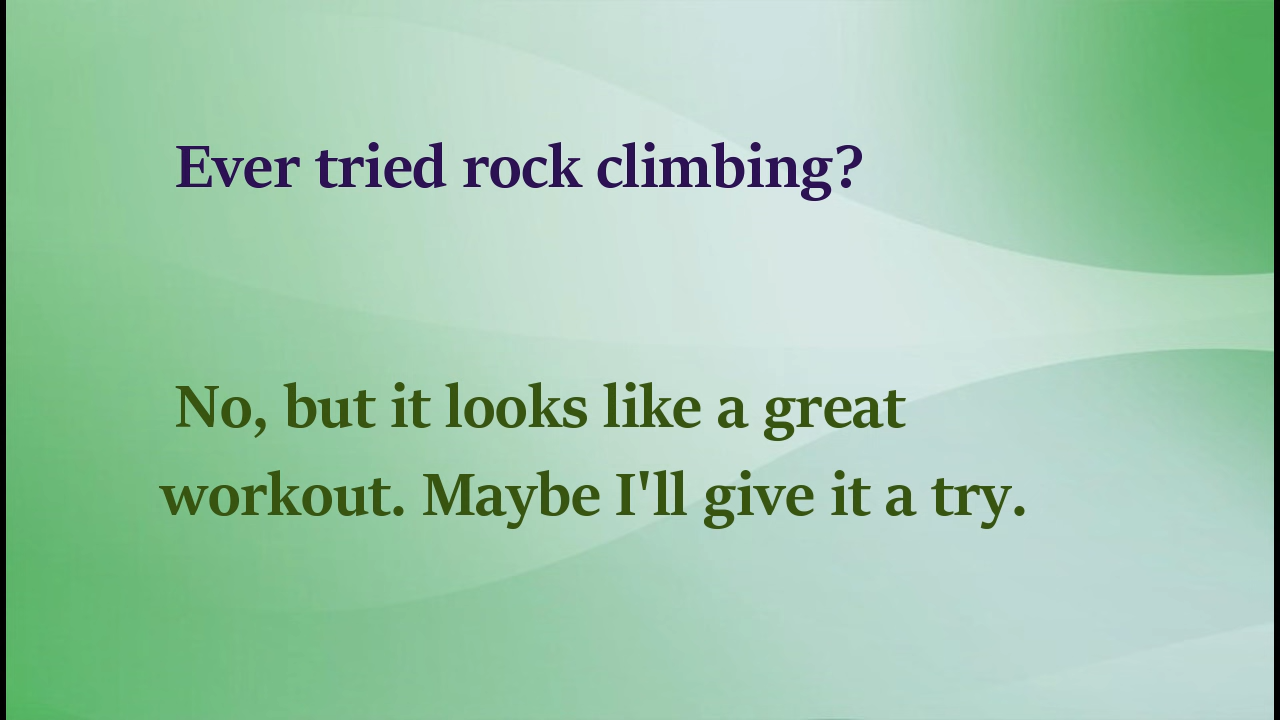 Ever tried rock climbing?
No, but it looks like a great
workout. Maybe I'll give it a try.